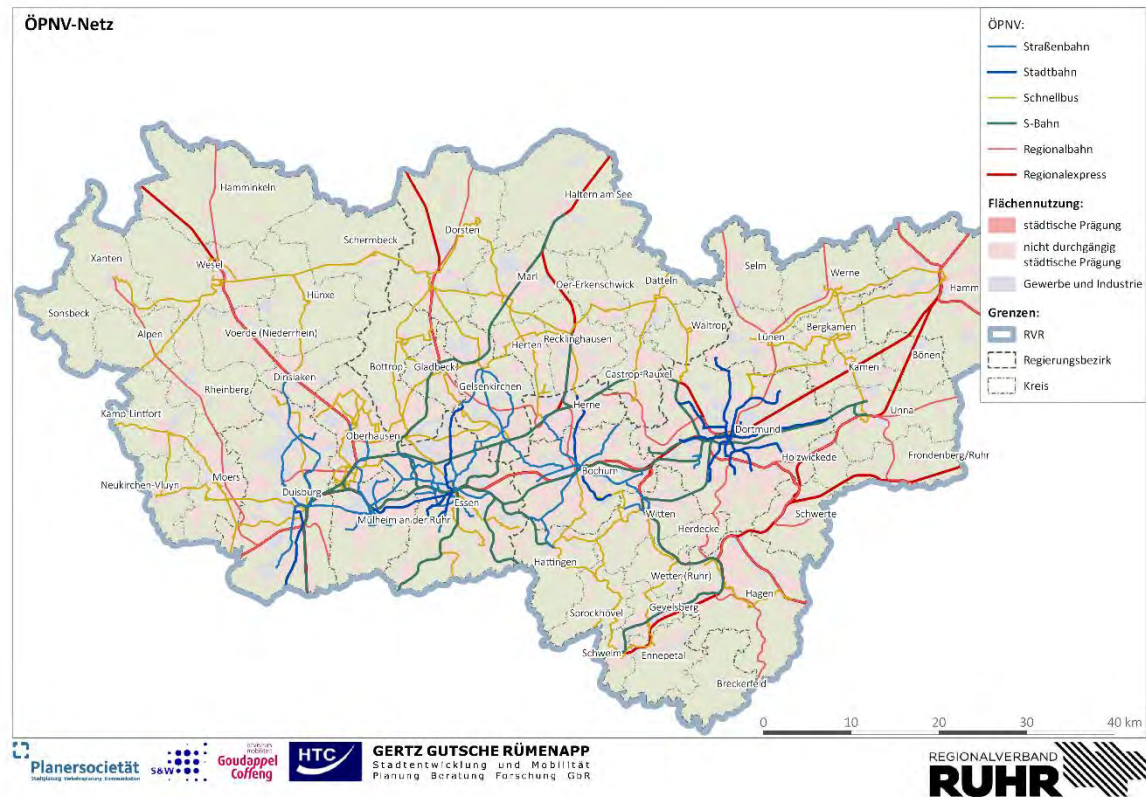 ÖPNV-Netz
ÖPNV:
Straßenbahn
Stadtbahn
Schnellbus
S-Bahn
Regionalbahn
Regionalexpress
Flächennutzung:
städtische Prägung
nicht durchgängig
städtische Prägung
Gewerbe und Industrie
Grenzen:
RVR
Regierungsbezirk
Kreis
Hamminkeln
Haltern am See
Dorsten
Schermbeck
Xanten
Wesel
Marl
Selm
Werne
Datteln
Oer-Erkenschwick
Hamm
Hünxe
Sonsbeck
Waltrop
Bergkamen
Alpen
Voerde (Niederrhein)
Lünen
Recklinghausen
Herten
Bönen
Bottrop
Gladbeck
Kamen
Dinslaken
Castrop-Rauxel
Rheinberg
Gelsenkirchen
Herne
Unna
Kamp-Lintfort
Dortmund
Oberhausen
Holzwickede
Fröndenberg/Ruhr
Bochum
Moers
Neukirchen-Vluyn
Duisburg
Essen
Witten
Schwerte
Mülheim an der Ruhr
Herdecke
Hattingen
Wetter (Ruhr)
Hagen
Gevelsberg
Sprockhövel
Schwelm
Ennepetal
Breckerfeld
0 10 20 30 40 km
Planersocietät
Stadtplanung Verkehrsplanung Kommunikation
S&W
Goudappel
Coffeng
HTC
GERTZ GUTSCHE RÜMENAPP
Stadtentwicklung und Mobilität
Planung Beratung Forschung GbR
REGIONALVERBAND
RUHR